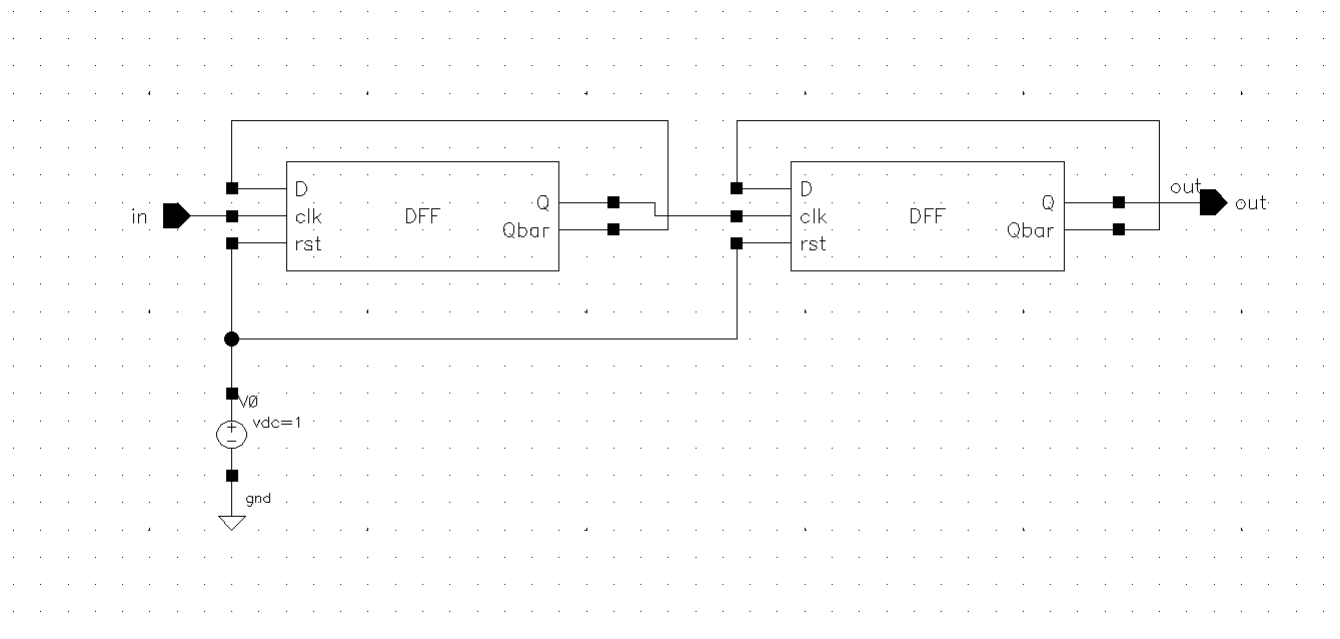 in
D
clk
rst
DFF
Q
Qbar
D
clk
rst
DFF
Q
Qbar
out
out
V0
+
vdc=1
−
gnd